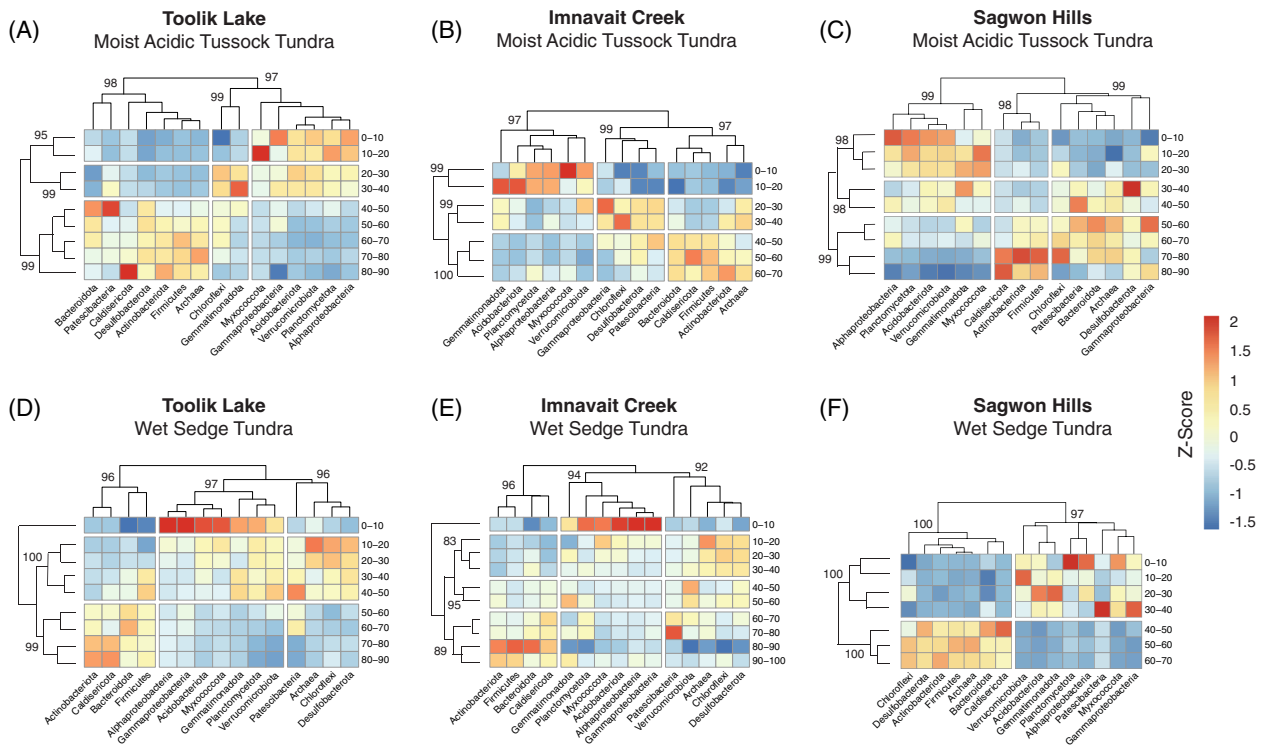 (A)
Toolik Lake
Moist Acidic Tussock Tundra
98
97
99
95
99
99
0–10
10–20
20–30
30–40
40–50
50–60
60–70
70–80
80–90
Bacteroidota
Patescibacteria
Caldisericota
Desulfobacterota
Actinobacteriota
Firmicutes
Archaea
Chloroflexi
Gemmatimonadota
Myxococcota
Gammaproteobacteria
Acidobacteriota
Verrucomicrobiota
Planctomycetota
Alphaproteobacteria
(B)
Imnavait Creek
Moist Acidic Tussock Tundra
97
99
97
99
99
100
0–10
10–20
20–30
30–40
40–50
50–60
60–70
Gemmatimonadota
Acidobacteriota
Planctomycetota
Alphaproteobacteria
Myxococcota
Verrucomicrobiota
Gammaproteobacteria
Chloroflexi
Desulfobacterota
Patescibacteria
Bacteroidota
Caldisericota
Firmicutes
Actinobacteriota
Archaea
(C)
Sagwon Hills
Moist Acidic Tussock Tundra
99
98
99
98
98
99
0–10
10–20
20–30
30–40
40–50
50–60
60–70
70–80
80–90
Alphaproteobacteria
Planctomycetota
Acidobacteriota
Verrucomicrobiota
Gemmatimonadota
Myxococcota
Caldisericota
Actinobacteriota
Firmicutes
Chloroflexi
Patescibacteria
Bacteroidota
Archaea
Desulfobacterota
Gammaproteobacteria
Z-Score
2
1.5
1
0.5
0
-0.5
-1
-1.5
(D)
Toolik Lake
Wet Sedge Tundra
96
97
96
100
99
0–10
10–20
20–30
30–40
40–50
50–60
60–70
70–80
80–90
Actinobacteriota
Caldisericota
Bacteroidota
Firmicutes
Alphaproteobacteria
Gammaproteobacteria
Acidobacteriota
Myxococcota
Gemmatimonadota
Planctomycetota
Verrucomicrobiota
Patescibacteria
Archaea
Chloroflexi
Desulfobacterota
(E)
Imnavait Creek
Wet Sedge Tundra
96
94
92
83
95
89
0–10
10–20
20–30
30–40
40–50
50–60
60–70
70–80
80–90
90–100
Actinobacteriota
Firmicutes
Bacteroidota
Caldisericota
Gemmatimonadota
Planctomycetota
Myxococcota
Acidobacteriota
Alphaproteobacteria
Gammaproteobacteria
Patescibacteria
Verrucomicrobiota
Archaea
Chloroflexi
Desulfobacterota
(F)
Sagwon Hills
Wet Sedge Tundra
100
97
100
100
0–10
10–20
20–30
30–40
40–50
50–60
60–70
Chloroflexi
Desulfobacterota
Actinobacteriota
Firmicutes
Archaea
Bacteroidota
Caldisericota
Verrucomicrobiota
Acidobacteriota
Gemmatimonadota
Planctomycetota
Alphaproteobacteria
Patescibacteria
Myxococcota
Gammaproteobacteria